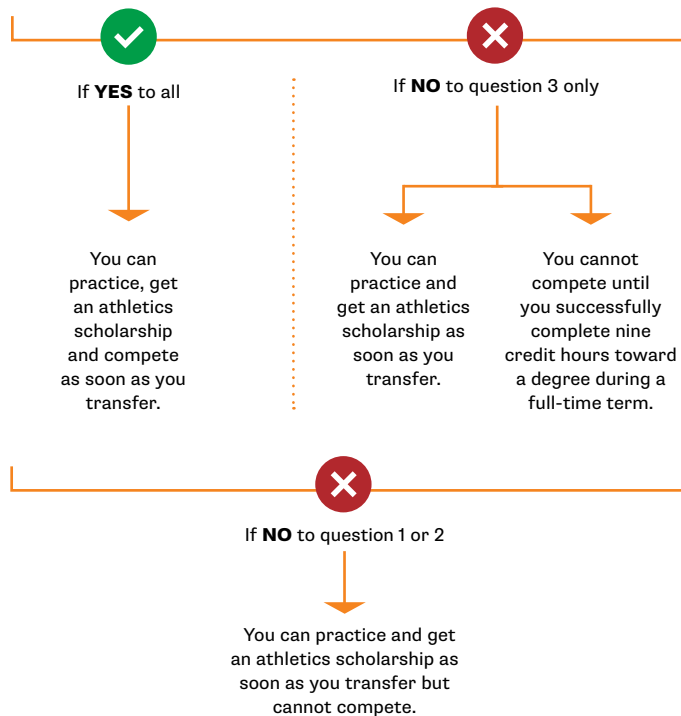 If YES to all
You can
practice, get
an athletics
scholarship
and compete
as soon as you
transfer.
If NO to question 3 only
You can
practice and
get an athletics
scholarship as
soon as you
transfer.
You cannot
compete until
you successfully
complete nine
credit hours toward
a degree during a
full-time term.
If NO to question 1 or 2
You can practice and get
an athletics scholarship as
soon as you transfer but
cannot compete.